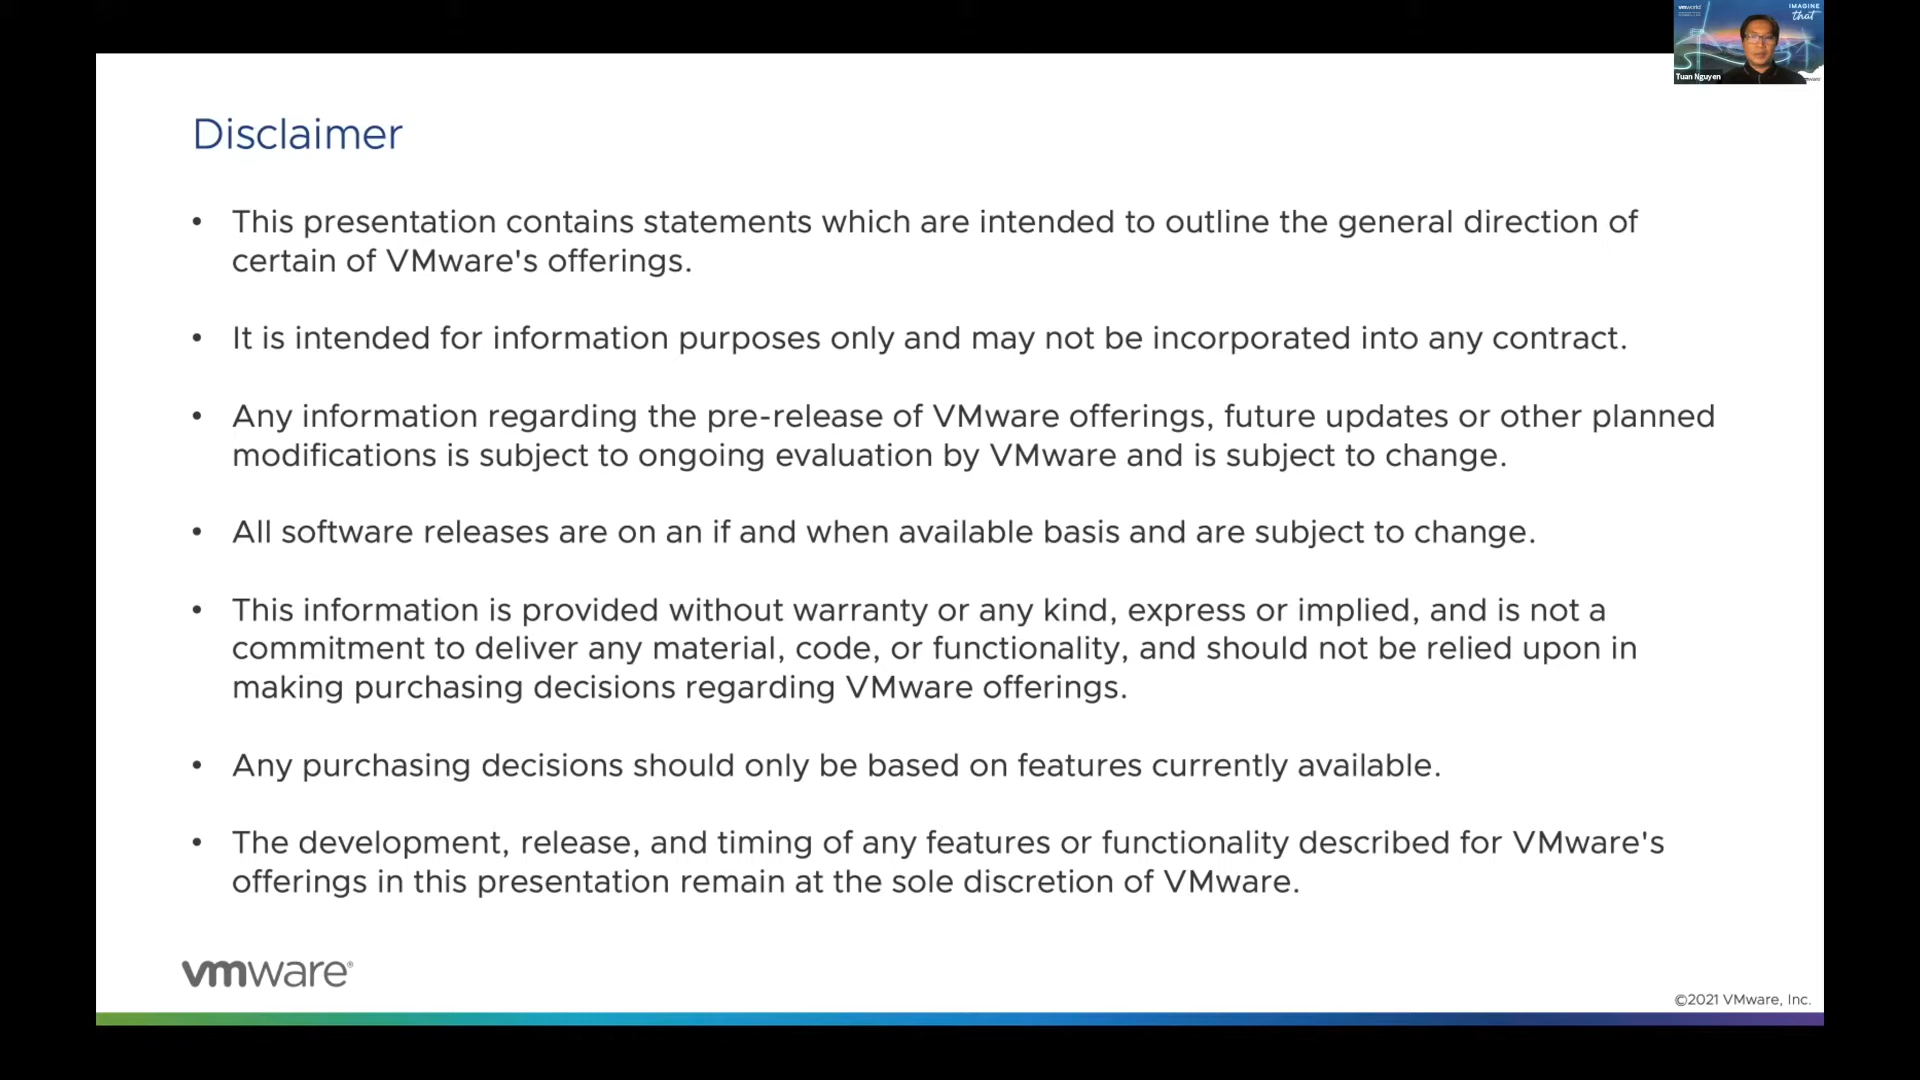 vmworld
IMAGINE
that
Tuan Nguyen
Disclaimer
• This presentation contains statements which are intended to outline the general direction of
certain of VMware's offerings.
• It is intended for information purposes only and may not be incorporated into any contract.
• Any information regarding the pre-release of VMware offerings, future updates or other planned
modifications is subject to ongoing evaluation by VMware and is subject to change.
• All software releases are on an if and when available basis and are subject to change.
• This information is provided without warranty or any kind, express or implied, and is not a
commitment to deliver any material, code, or functionality, and should not be relied upon in
making purchasing decisions regarding VMware offerings.
• Any purchasing decisions should only be based on features currently available.
• The development, release, and timing of any features or functionality described for VMware's
offerings in this presentation remain at the sole discretion of VMware.
vmware®
©2021 VMware, Inc.